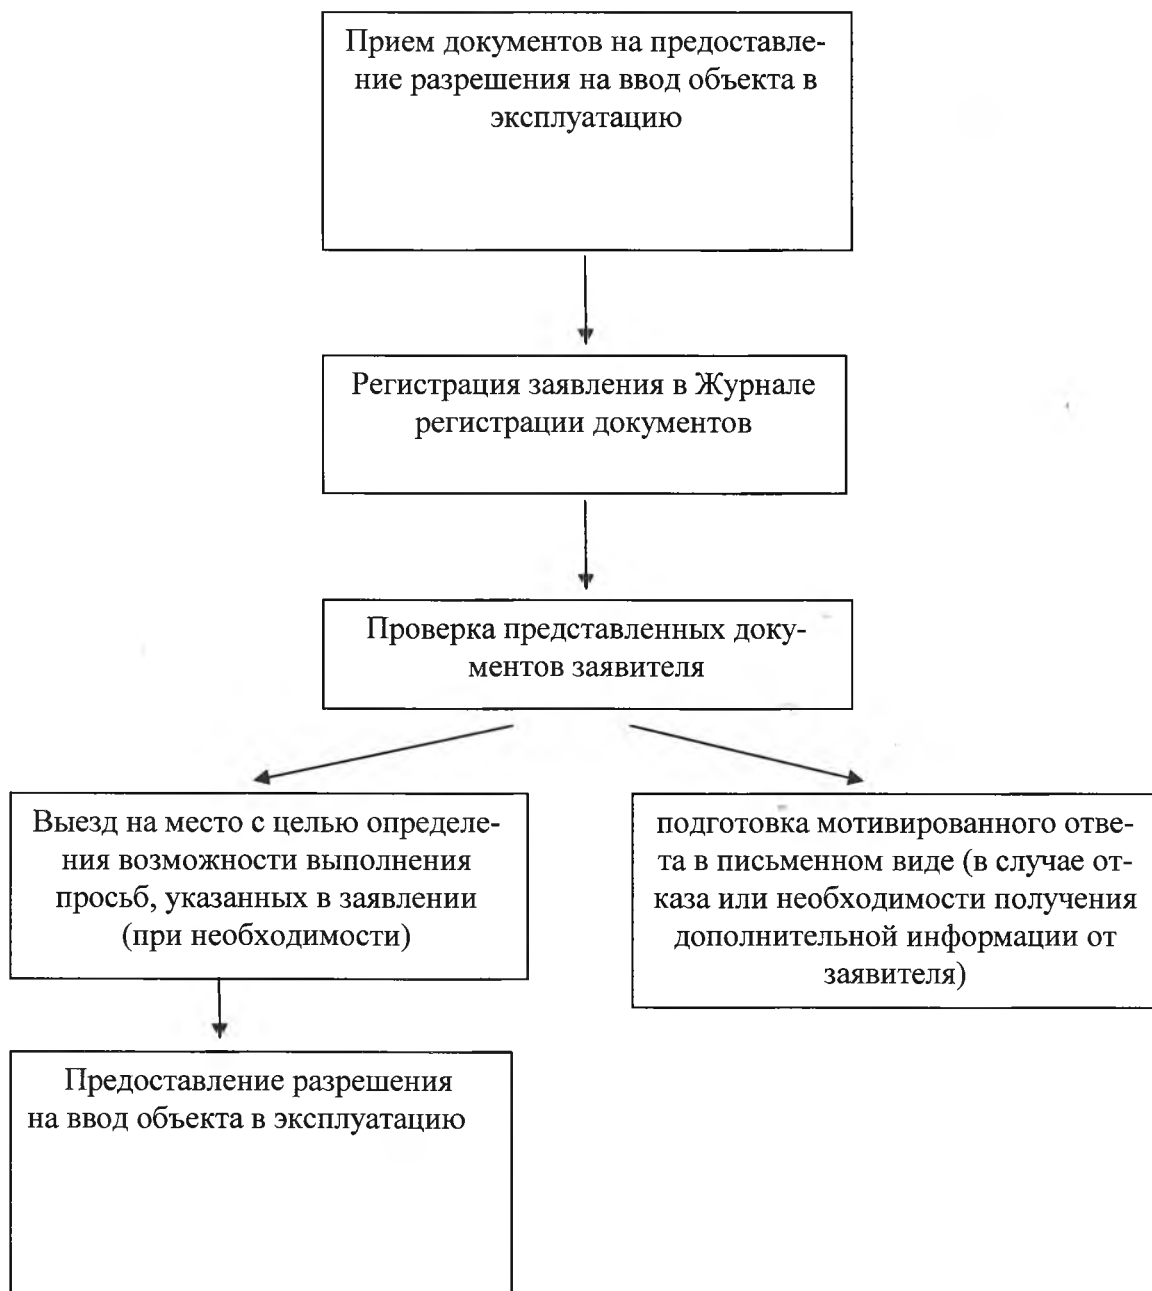 Прием документов на предоставле-
ние разрешения на ввод объекта в
эксплуатацию
Регистрация заявления в Журнале
регистрации документов
Проверка представленных доку-
ментов заявителя
Выезд на место с целью определе-
ния возможности выполнения
просьб, указанных в заявлении
(при необходимости)
подготовка мотивированного отве-
та в письменном виде (в случае от-
каза или необходимости получения
дополнительной информации от
заявителя)
Предоставление разрешения
на ввод объекта в эксплуатацию